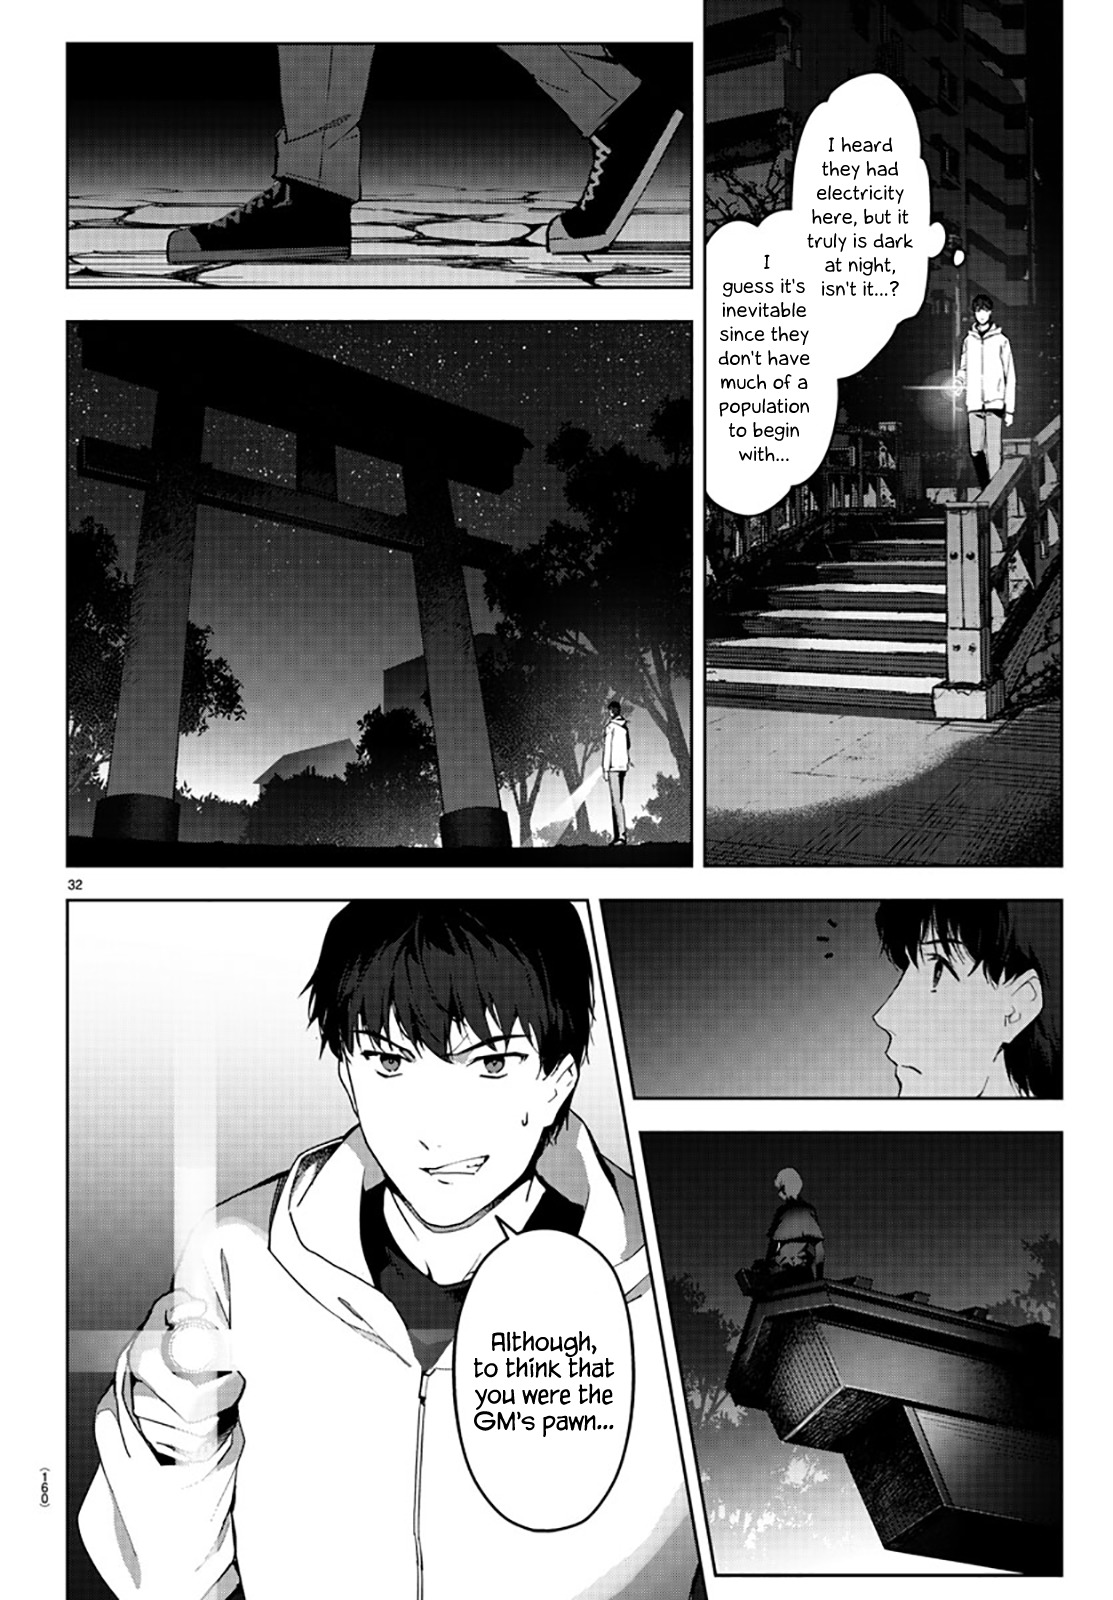 I heard
they had
electricity
here, but it
truly is dark
at night,
isn't it...?
I
guess it's
inevitable
since they
don't have
much of a
population
to begin
with...
32
Although,
to think that
you were the
GM's pawn...
(160)